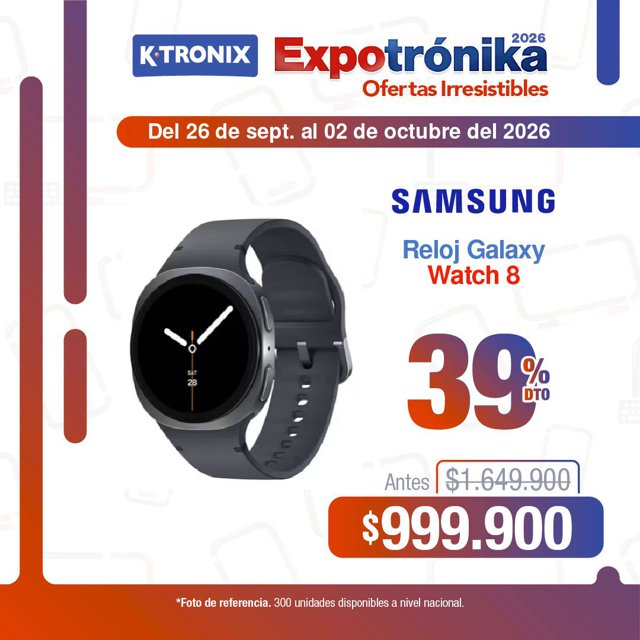 K-TRONIX
Expotrónika 2026
Ofertas Irresistibles
Del 26 de sept. al 02 de octubre del 2026
SAMSUNG
Reloj Galaxy
Watch 8
39% DTO
SAT
28
Antes $1.649.900
$999.900
*Foto de referencia. 300 unidades disponibles a nivel nacional.